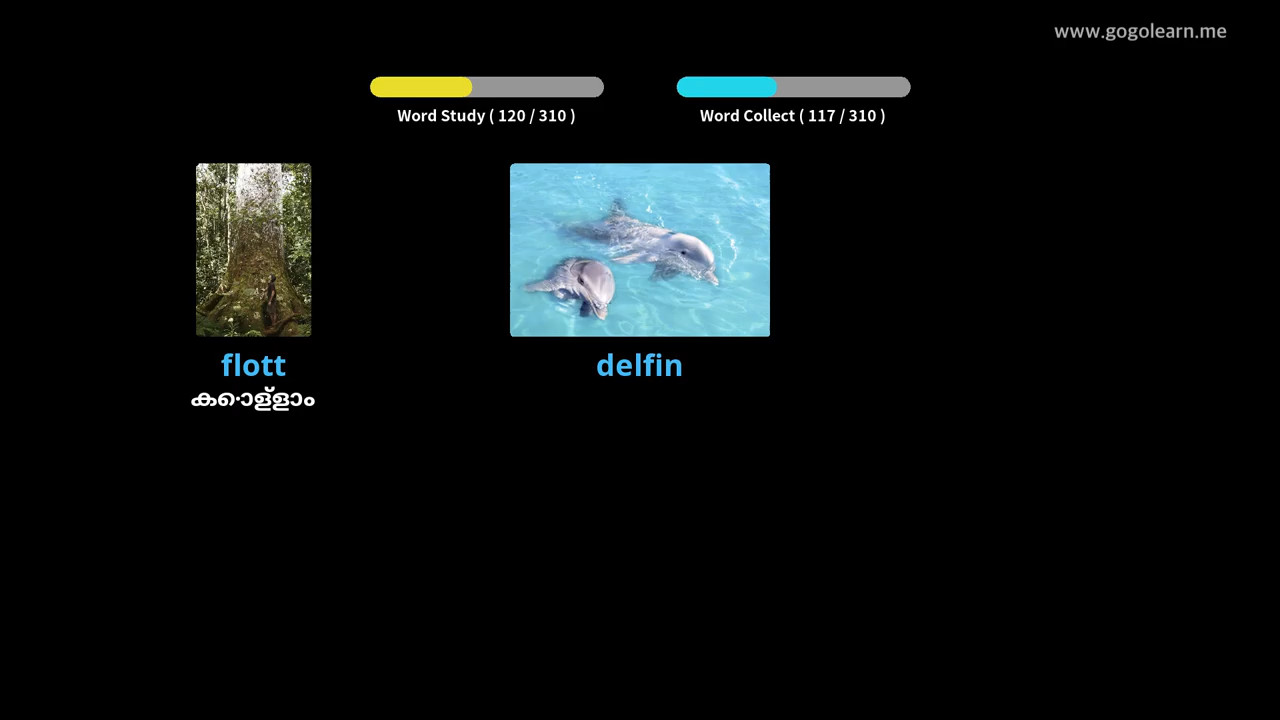 www.gogolearn.me
Word Study ( 120 / 310 )
Word Collect ( 117 / 310 )
flott
delfin
കൊള്ളാം